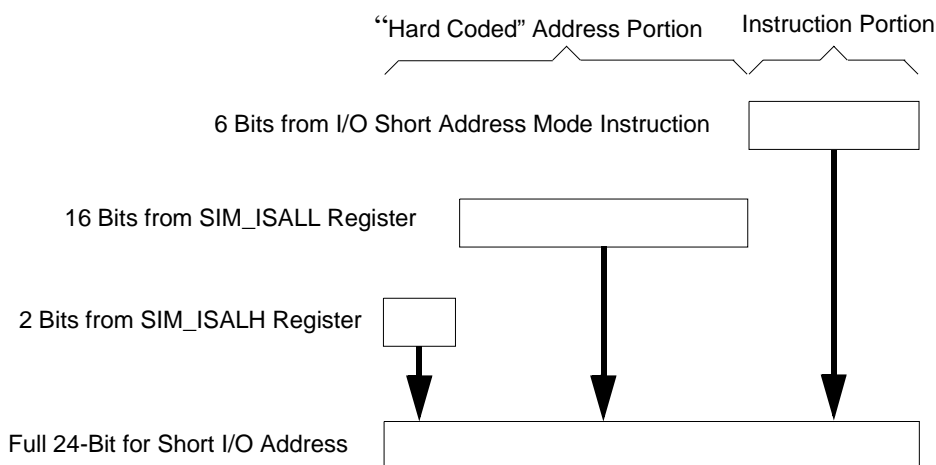 “Hard Coded” Address Portion
Instruction Portion
6 Bits from I/O Short Address Mode Instruction
16 Bits from SIM_ISALL Register
2 Bits from SIM_ISALH Register
Full 24-Bit for Short I/O Address